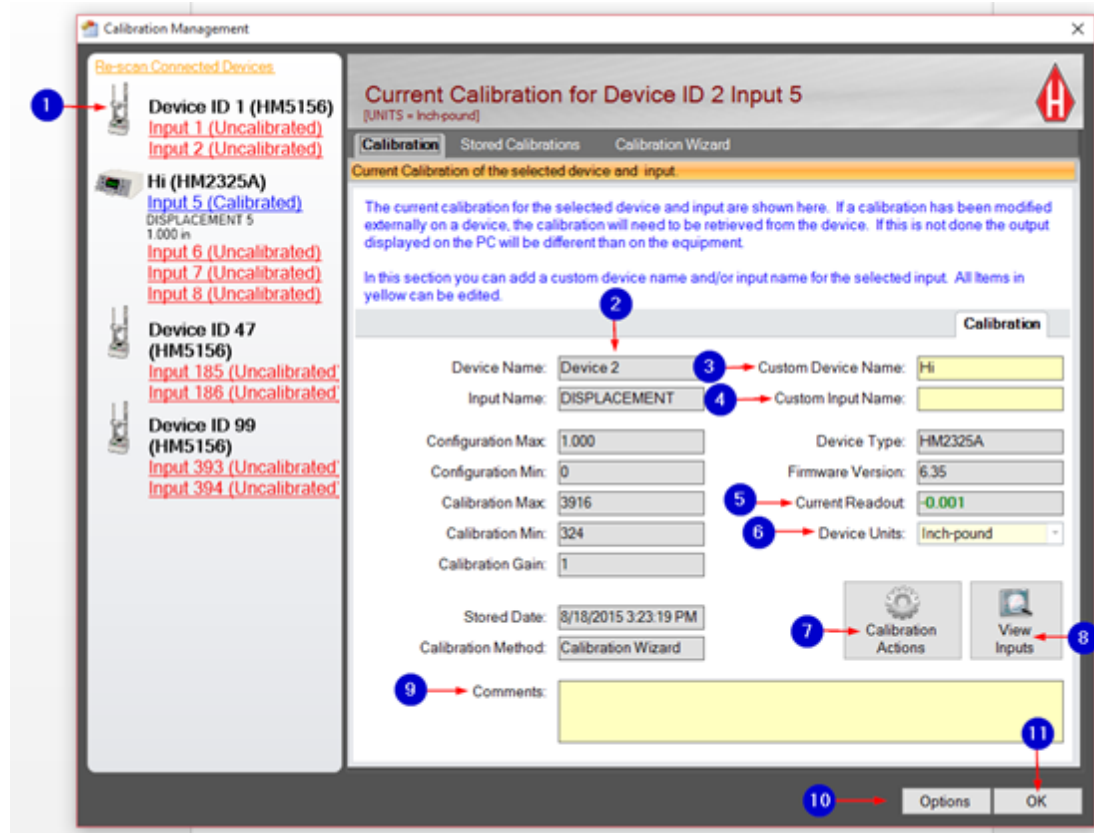 Calibration Management
Re-scan Connected Devices
1
Device ID 1 (HM5156)
Input 1 (Uncalibrated)
Input 2 (Uncalibrated)
Hi (HM2325A)
Input 5 (Calibrated)
DISPLACEMENT 5
1.000 in
Input 6 (Uncalibrated)
Input 7 (Uncalibrated)
Input 8 (Uncalibrated)
Device ID 47
(HM5156)
Input 185 (Uncalibrated)
Input 186 (Uncalibrated)
Device ID 99
(HM5156)
Input 393 (Uncalibrated)
Input 394 (Uncalibrated)
Current Calibration for Device ID 2 Input 5
[UNITS = Inch-pound]
H
Calibration Stored Calibrations Calibration Wizard
Current Calibration of the selected device and input.
The current calibration for the selected device and input are shown here. If a calibration has been modified
externally on a device, the calibration will need to be retrieved from the device. If this is not done the output
displayed on the PC will be different than on the equipment.
In this section you can add a custom device name and/or input name for the selected input. All Items in
yellow can be edited.
2
Calibration
Device Name: Device 2 3 Custom Device Name: Hi
Input Name: DISPLACEMENT 4 Custom Input Name:
Configuration Max: 1.000 Device Type: HM2325A
Configuration Min: 0 Firmware Version: 6.35
Calibration Max: 3916 5 Current Readout: -0.001
Calibration Min: 324 6 Device Units: Inch-pound
Calibration Gain: 1
Stored Date: 8/18/2015 3:23:19 PM
Calibration Method: Calibration Wizard
7 Calibration
Actions
View
Inputs 8
9 Comments:
11
10 Options OK